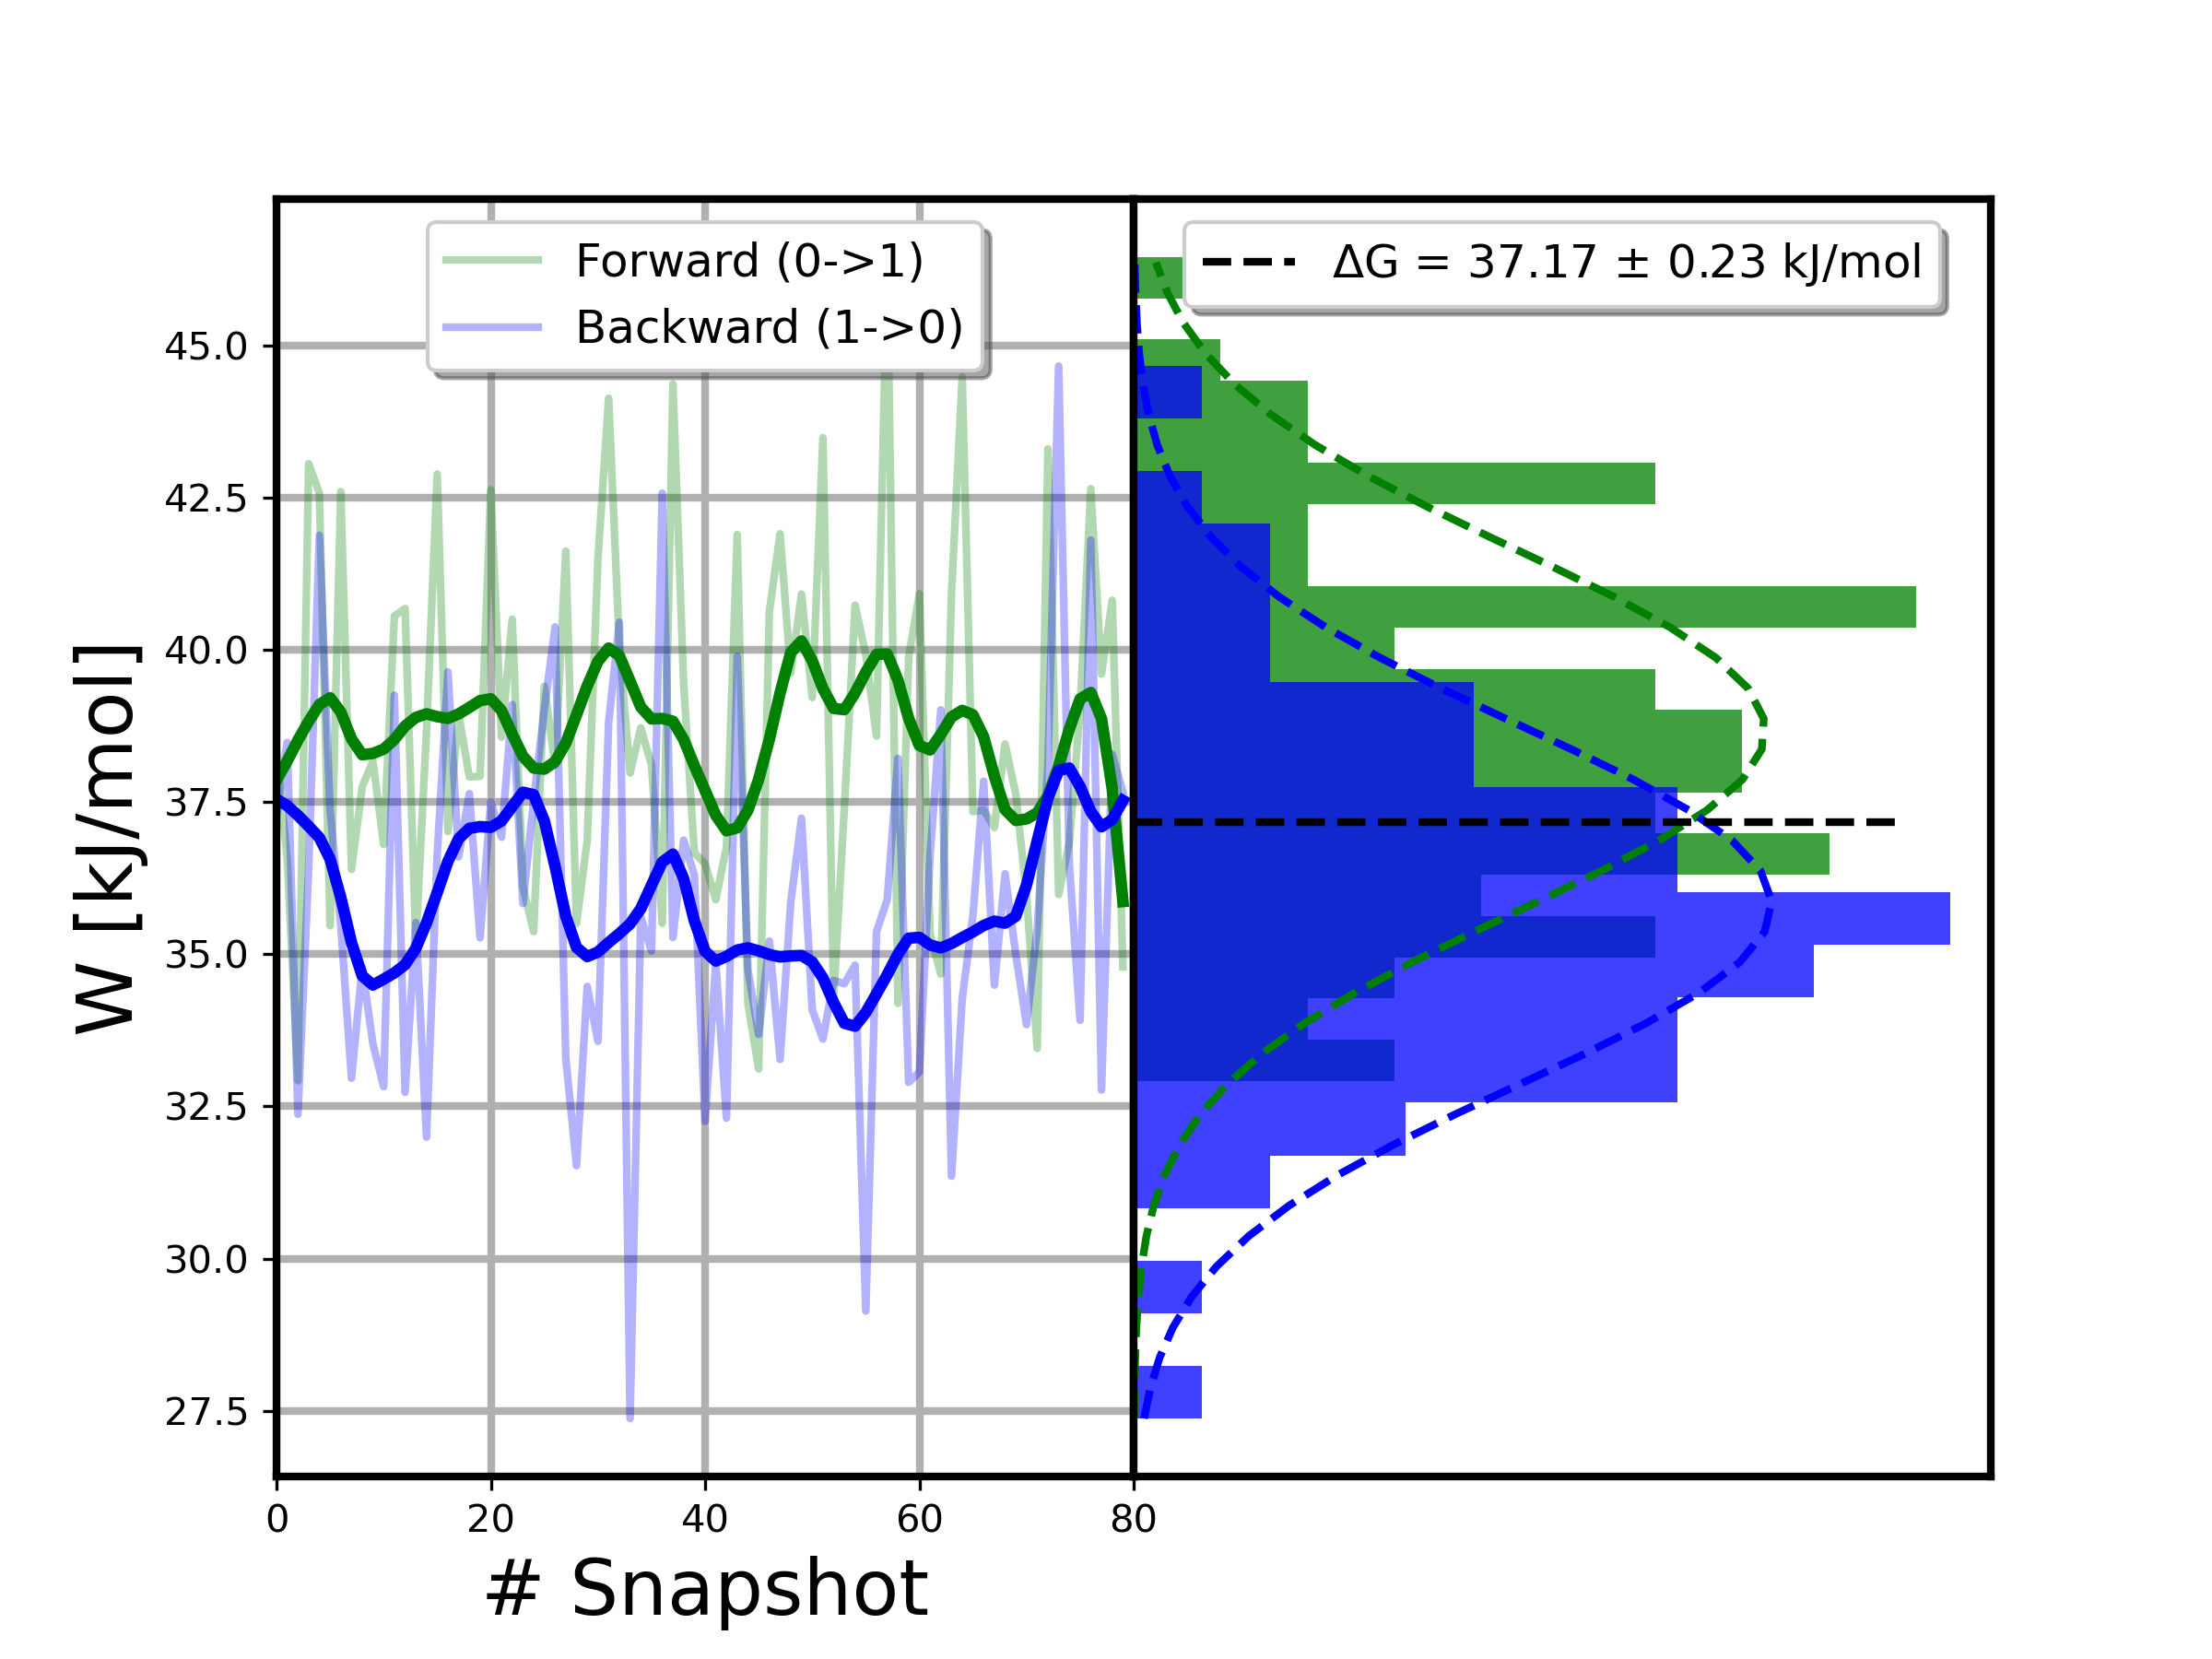 Forward (0->1)
Backward (1->0)
ΔG = 37.17 ± 0.23 kJ/mol
W [kJ/mol]
45.0
42.5
40.0
37.5
35.0
32.5
30.0
27.5
0 20 40 60 80
# Snapshot